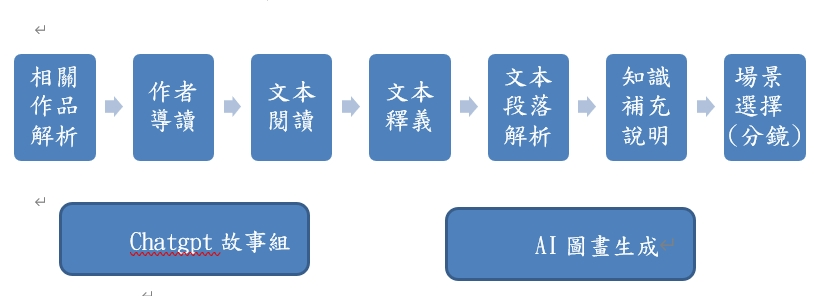 相關
作品
解析
作者
導讀
文本
閱讀
文本
釋義
文本
段落
解析
知識
補充
說明
場景
選擇
(分鏡)
Chatgpt 故事組
AI 圖畫生成